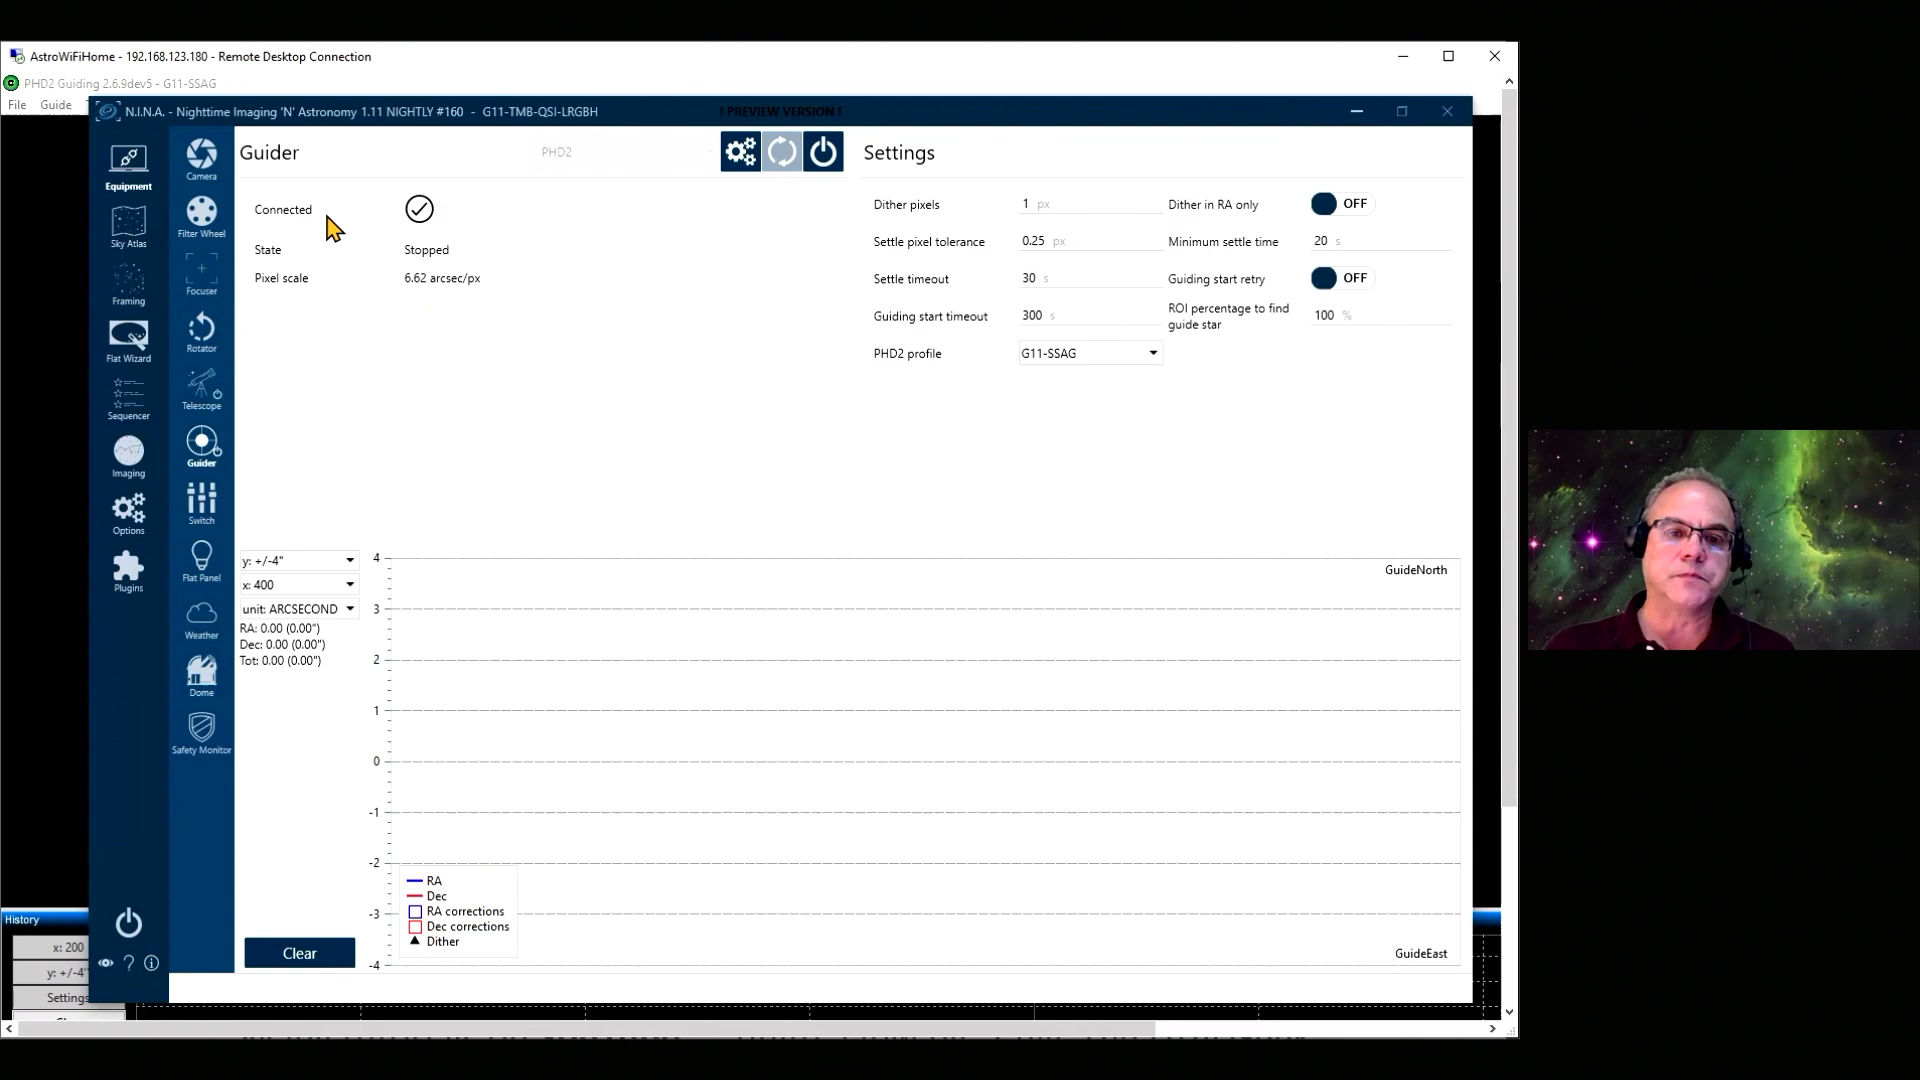 AstroWiFiHome - 192.168.123.180 - Remote Desktop Connection
PHD2 Guiding 2.6.9dev5 - G11-SSAG
File Guide
N.I.N.A. - Nighttime Imaging 'N' Astronomy 1.11 NIGHTLY #160 - G11-TMB-QSI-LRGBH
! PREVIEW VERSION !
Equipment
Sky Atlas
Framing
Flat Wizard
Sequencer
Imaging
Options
Plugins
Camera
Filter Wheel
Focuser
Rotator
Telescope
Guider
Switch
Flat Panel
Weather
Dome
Safety Monitor
Guider
PHD2
Connected
State Stopped
Pixel scale 6.62 arcsec/px
Settings
Dither pixels 1 px Dither in RA only OFF
Settle pixel tolerance 0.25 px Minimum settle time 20 s
Settle timeout 30 s Guiding start retry OFF
Guiding start timeout 300 s ROI percentage to find guide star 100 %
PHD2 profile G11-SSAG
y: +/-4"
x: 400
unit: ARCSECOND
RA: 0.00 (0.00")
Dec: 0.00 (0.00")
Tot: 0.00 (0.00")
4
3
2
1
0
-1
-2
-3
-4
GuideNorth
GuideEast
RA
Dec
RA corrections
Dec corrections
Dither
Clear
History
x: 200
y: +/-4"
Settings